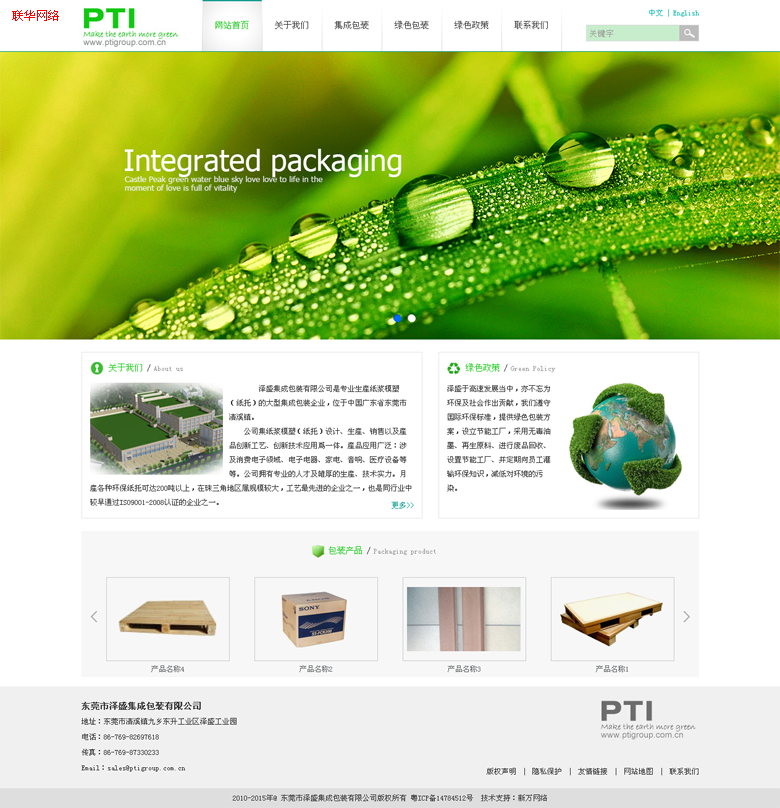 联华网络
PTI
Make the earth more green
www.ptigroup.com.cn
网站首页
关于我们
集成包装
绿色包装
绿色政策
联系我们
中文 | English
关键字
Integrated packaging
Castle Peak green water blue sky love love to life in the
moment of love is full of vitality
关于我们 / About us
泽盛集成包装有限公司是专业生产纸浆模塑
(纸托)的大型集成包装企业,位于中国广东省东莞市
清溪镇。
公司集纸浆模塑(纸托)设计、生产、销售以及産
品创新工艺、创新技术应用爲一体。産品应用广泛:涉
及消费电子领域、电子电器、家电、音响、医疗设备等
等。公司拥有专业的人才及雄厚的生産、技术实力。月
産各种环保纸托可达200吨以上,在珠三角地区属规模较大,工艺最先进的企业之一,也是同行业中
较早通过ISO9001-2008认证的企业之一。
更多>>
绿色政策 / Green Policy
泽盛于高速发展当中,亦不忘为
环保及社会作出贡献,我们遵守
国际环保标准,提供绿色包装方
案,设立节能工厂,采用无毒油
墨、再生原料、进行废品回收、
设置节能工厂、并定期向员工灌
输环保知识,减低对环境的污
染。
包装产品 / Packaging product
SONY
产品名称4
产品名称2
产品名称3
产品名称1
东莞市泽盛集成包装有限公司
地址:东莞市清溪镇九乡东升工业区泽盛工业园
电话:86-769-82697618
传真:86-769-87330233
Email:sales@ptigroup.com.cn
PTI
Make the earth more green
www.ptigroup.com.cn
版权声明 | 隐私保护 | 友情链接 | 网站地图 | 联系我们
2010-2015年@ 东莞市泽盛集成包装有限公司版权所有 粤ICP备14784512号 技术支持:新万网络